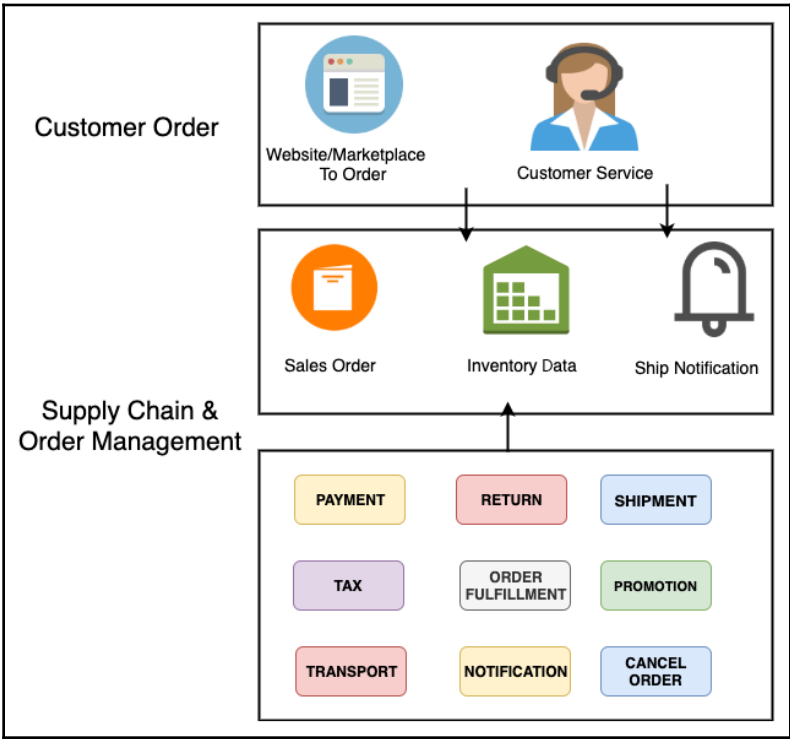 Customer Order
Website/Marketplace
To Order
Customer Service
Sales Order
Inventory Data
Ship Notification
Supply Chain &
Order Management
PAYMENT
RETURN
SHIPMENT
TAX
ORDER
FULFILLMENT
PROMOTION
TRANSPORT
NOTIFICATION
CANCEL
ORDER